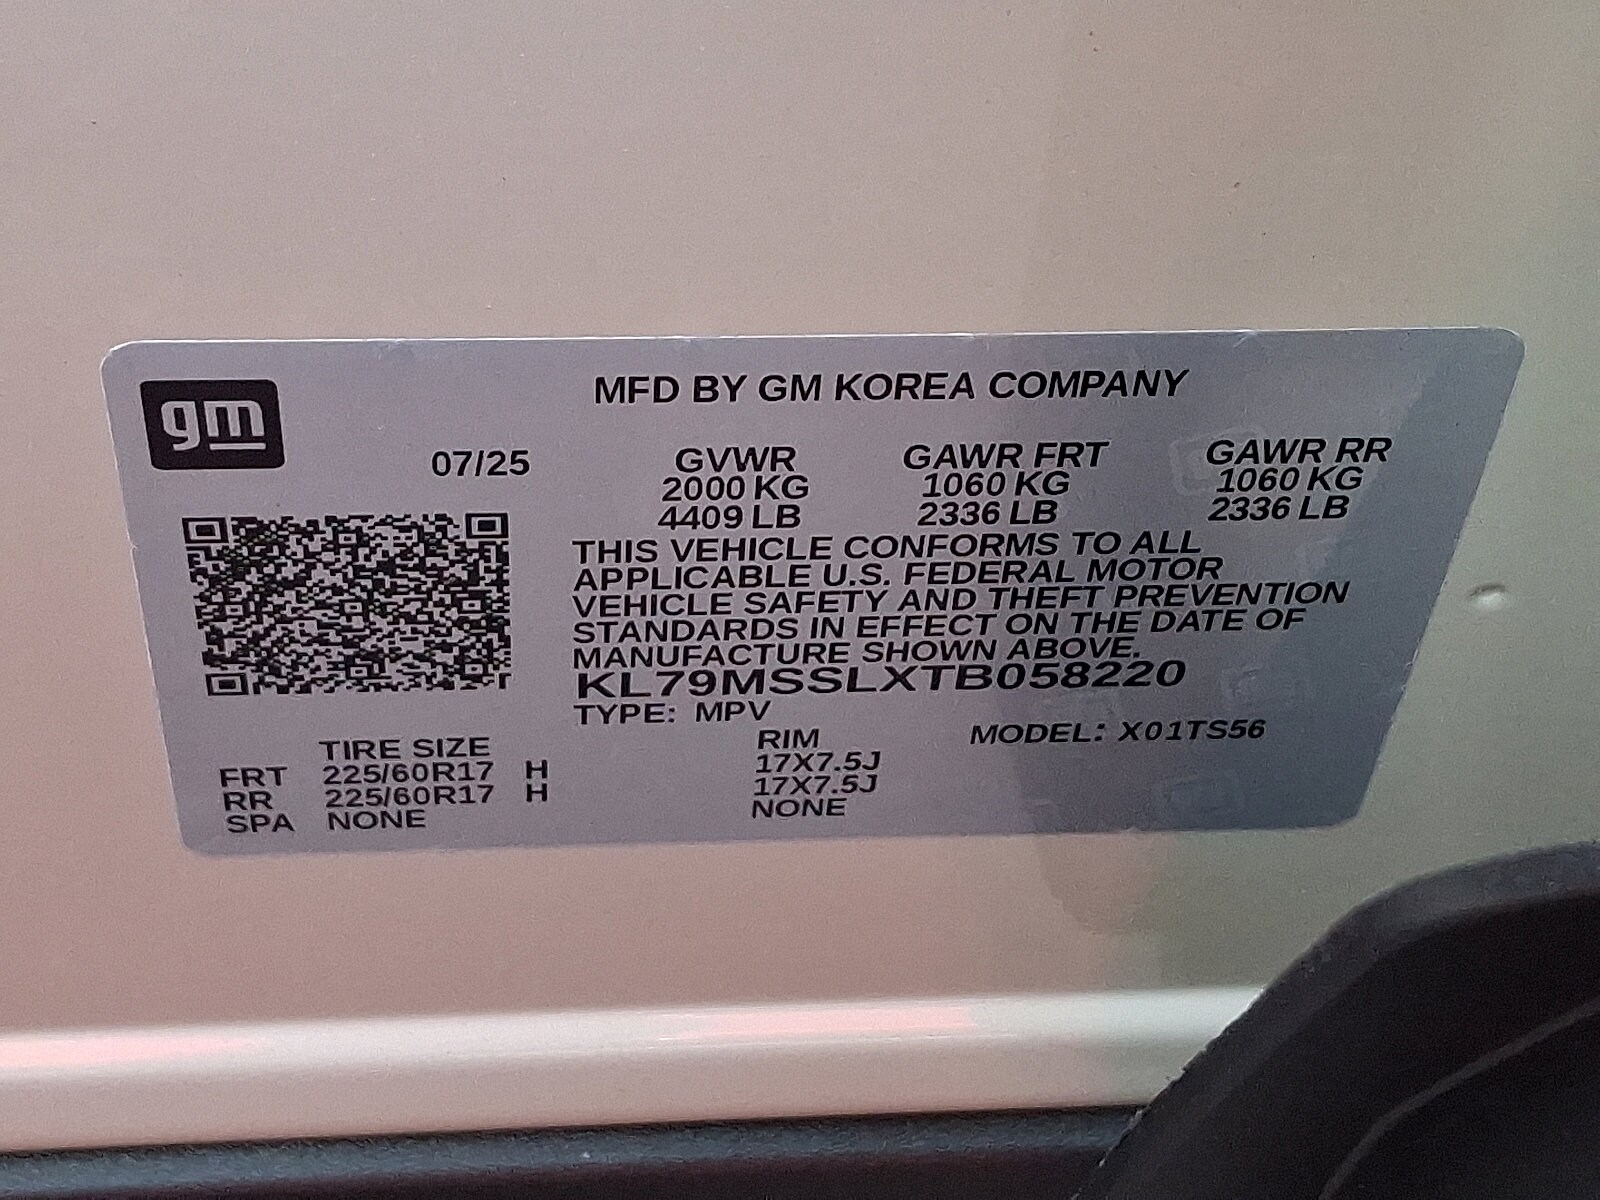 gm
MFD BY GM KOREA COMPANY
07/25
GVWR GAWR FRT GAWR RR
2000 KG 1060 KG 1060 KG
4409 LB 2336 LB 2336 LB
THIS VEHICLE CONFORMS TO ALL
APPLICABLE U.S. FEDERAL MOTOR
VEHICLE SAFETY AND THEFT PREVENTION
STANDARDS IN EFFECT ON THE DATE OF
MANUFACTURE SHOWN ABOVE.
KL79MSSLXTB058220
TYPE: MPV
MODEL: X01TS56
TIRE SIZE RIM
FRT 225/60R17 H 17X7.5J
RR 225/60R17 H 17X7.5J
SPA NONE NONE